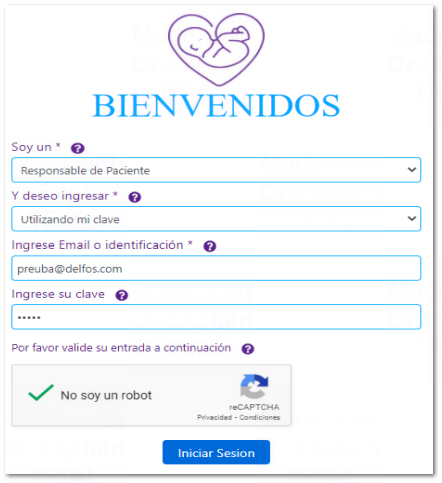 BIENVENIDOS
Soy un * ?
Responsable de Paciente
Y deseo ingresar * ?
Utilizando mi clave
Ingrese Email o identificación * ?
preuba@delfos.com
Ingrese su clave ?
•••••
Por favor valide su entrada a continuación ?
No soy un robot
reCAPTCHA
Privacidad - Condiciones
Iniciar Sesion